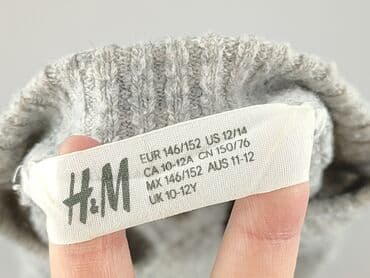 H&M
EUR 146/152 US 12/14
CA 10-12A CN 150/76
MX 146/152 AUS 11-12
UK 10-12Y